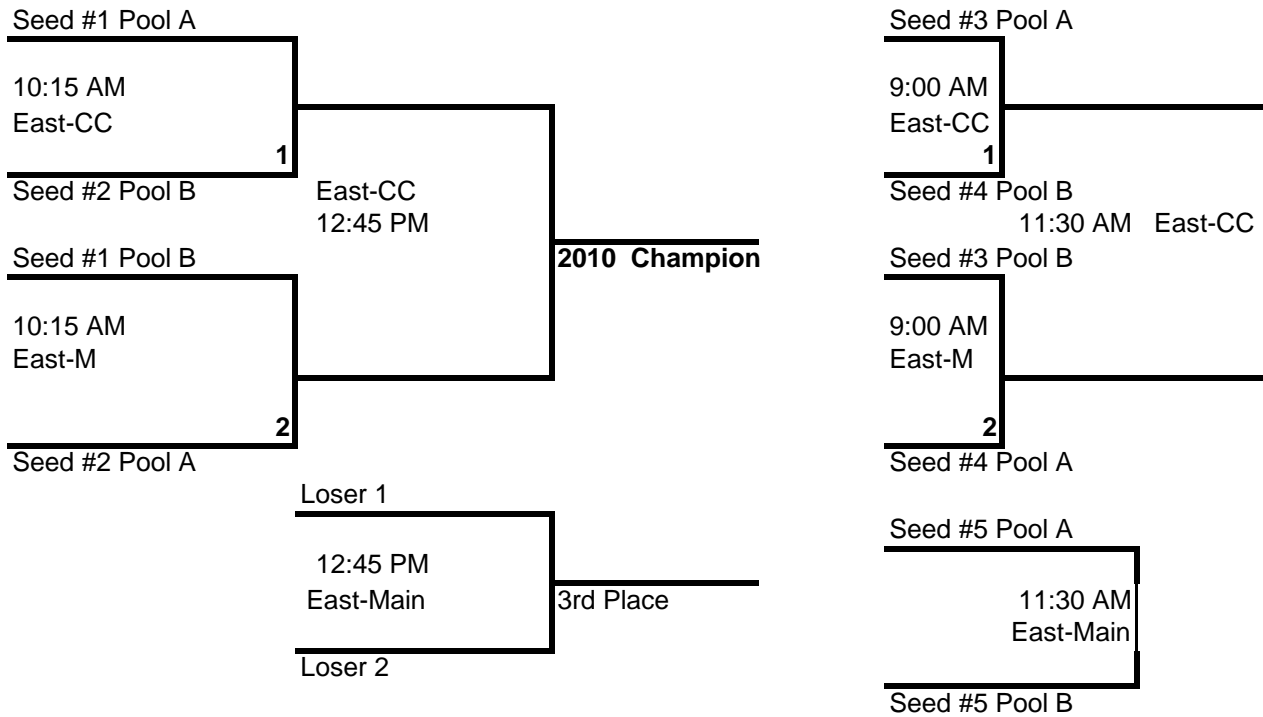 Seed #1 Pool A
10:15 AM
East-CC
1
Seed #2 Pool B
East-CC
12:45 PM
Seed #1 Pool B
2010 Champion
10:15 AM
East-M
2
Seed #2 Pool A
Loser 1
12:45 PM
East-Main
3rd Place
Loser 2
Seed #3 Pool A
9:00 AM
East-CC
1
Seed #4 Pool B
11:30 AM East-CC
Seed #3 Pool B
9:00 AM
East-M
2
Seed #4 Pool A
Seed #5 Pool A
11:30 AM
East-Main
Seed #5 Pool B